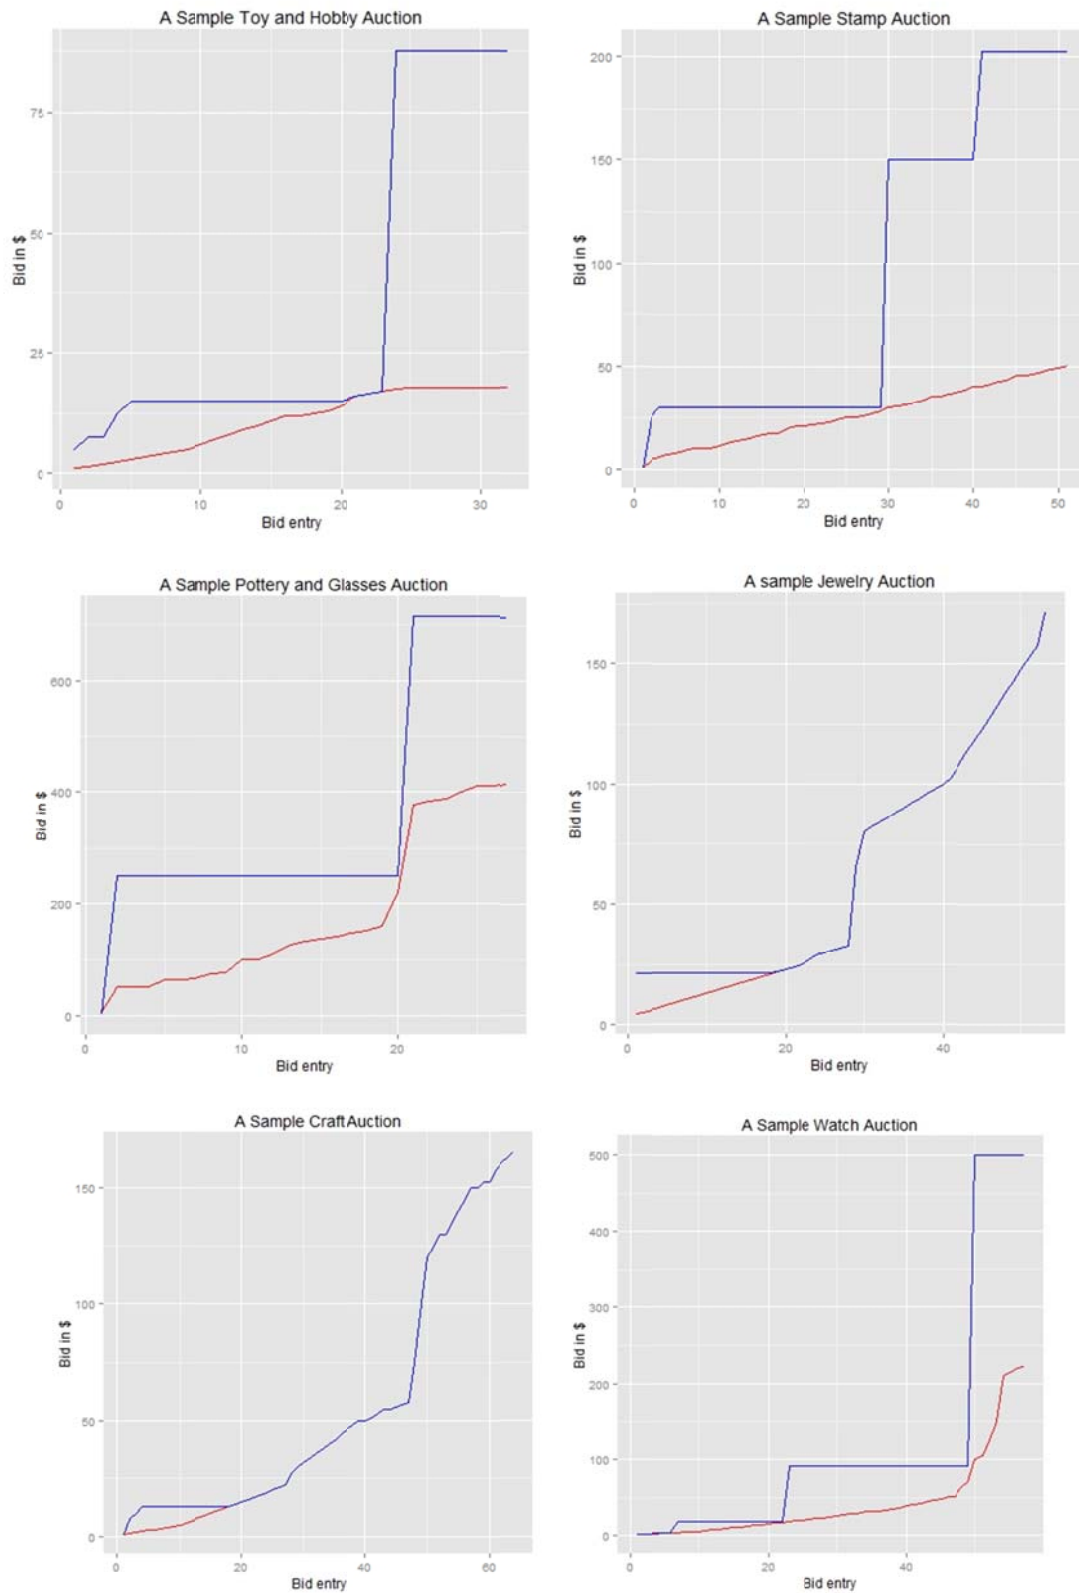 A Sample Toy and Hobby Auction
75
50
25
0
Bid in $
0 10 20 30
Bid entry
A Sample Stamp Auction
200
150
100
50
0
Bid in $
0 10 20 30 40 50
Bid entry
A Sample Pottery and Glasses Auction
600
400
200
0
Bid in $
0 10 20
Bid entry
A sample Jewelry Auction
150
100
50
0
Bid in $
0 20 40
Bid entry
A Sample Craft Auction
150
100
50
0
Bid in $
0 20 40 60
Bid entry
A Sample Watch Auction
500
400
300
200
100
0
Bid in $
0 20 40
Bid entry